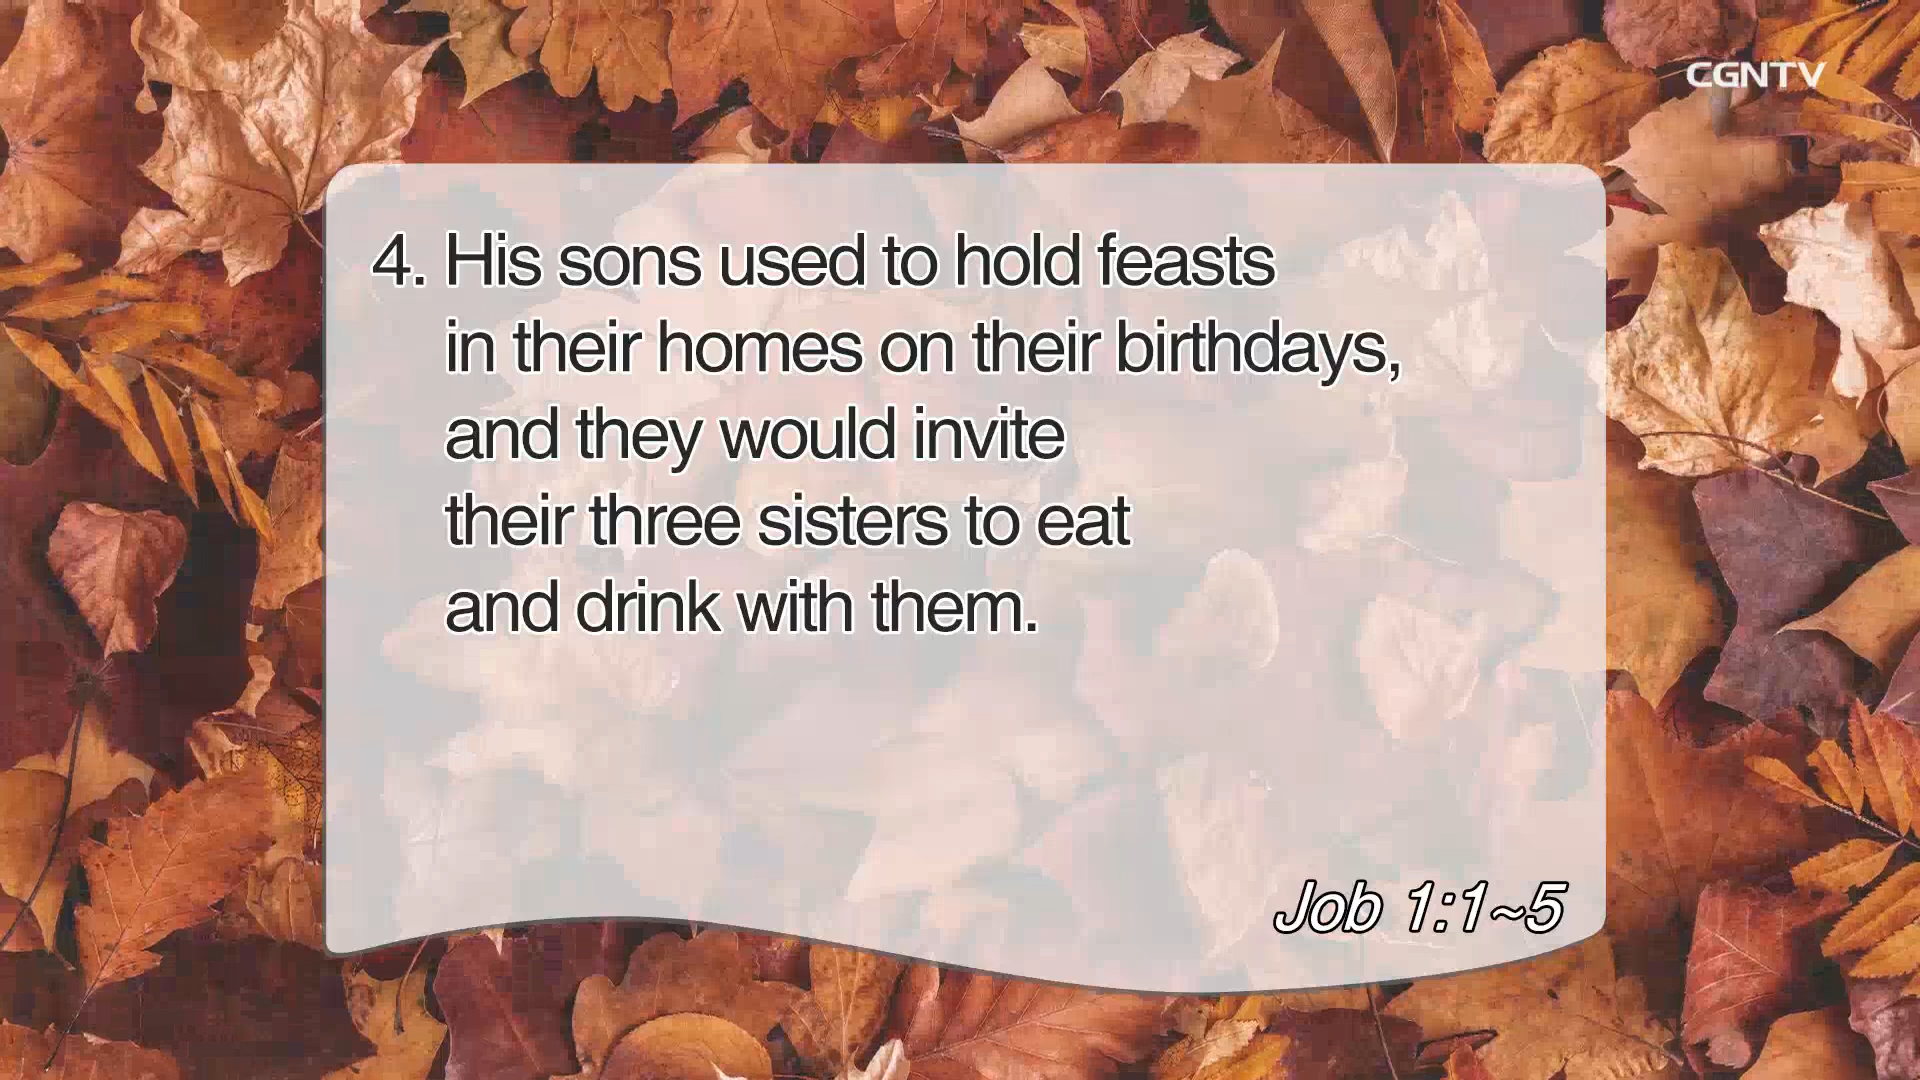 CGNTV
4. His sons used to hold feasts
in their homes on their birthdays,
and they would invite
their three sisters to eat
and drink with them.
Job 1:1~5